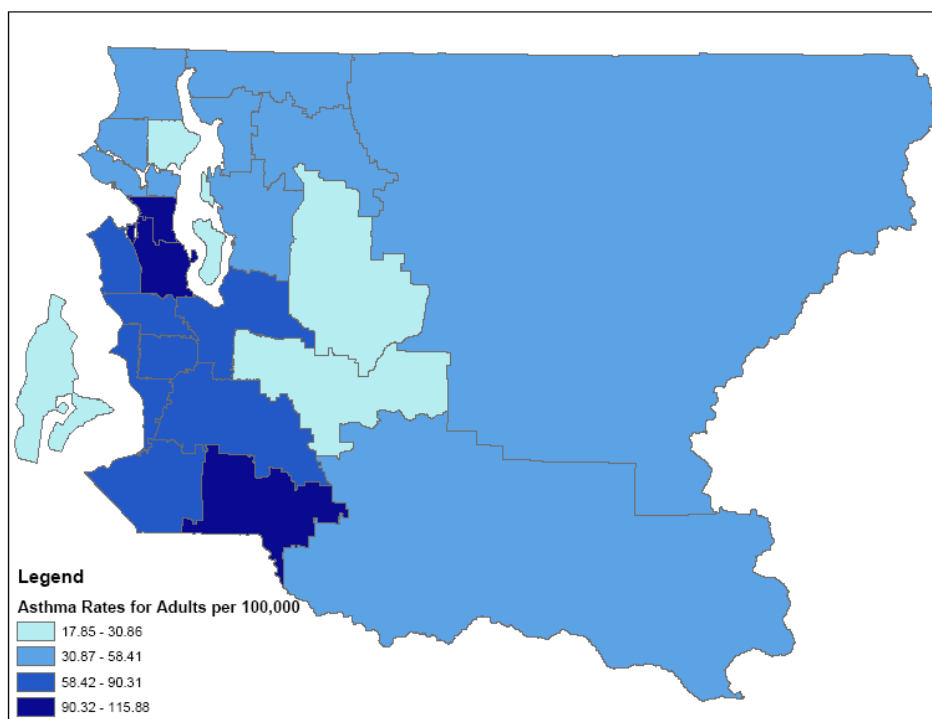 Legend
Asthma Rates for Adults per 100,000
17.85 - 30.86
30.87 - 58.41
58.42 - 90.31
90.32 - 115.88